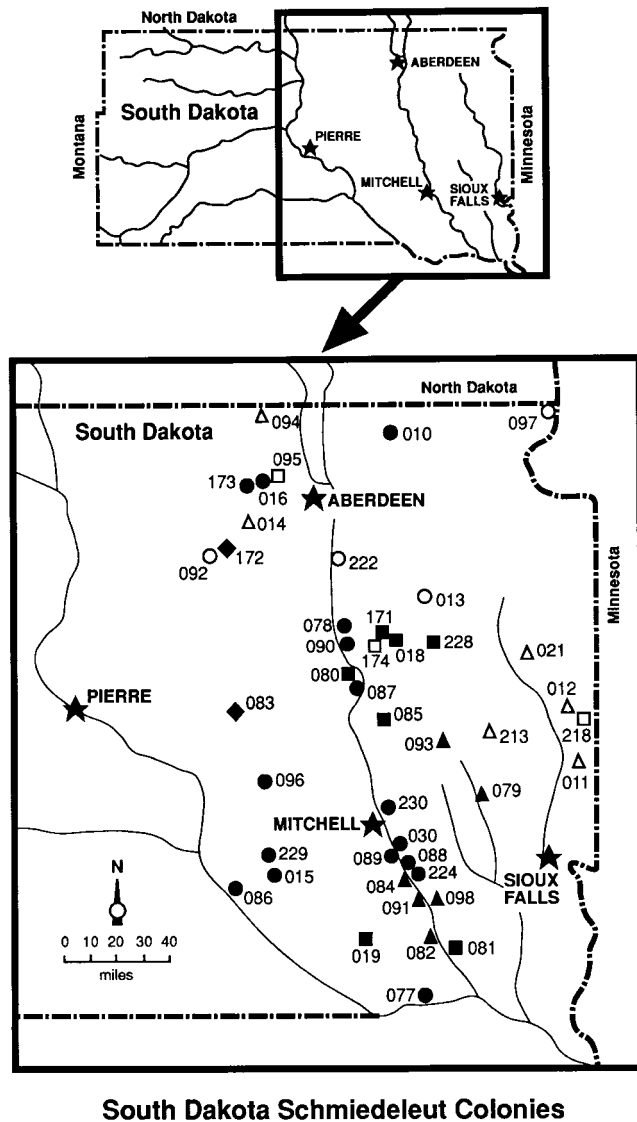 North Dakota
ABERDEEN
South Dakota
Montana
Minnesota
PIERRE
MITCHELL
SIOUX
FALLS
North Dakota
South Dakota
094
097
010
095
173
016
ABERDEEN
014
172
092
222
013
Minnesota
078
171
090
018
228
174
021
080
087
012
PIERRE
083
085
218
093
213
011
096
079
230
MITCHELL
030
229
089
088
015
224
SIOUX
FALLS
086
084
091
098
N
019
082
081
0 20 40
miles
077
South Dakota Schmiedeleut Colonies